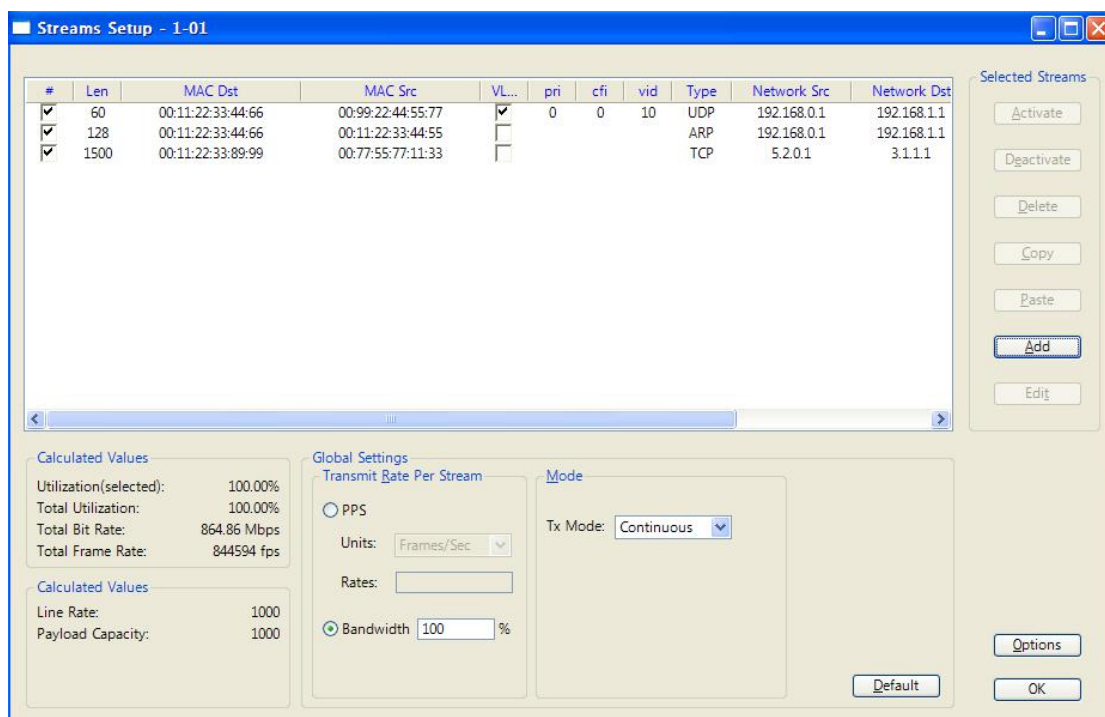 Streams Setup - 1-01
# Len MAC Dst MAC Src VL... pri cfi vid Type Network Src Network Dst
60 00:11:22:33:44:66 00:99:22:44:55:77 0 0 10 UDP 192.168.0.1 192.168.1.1
128 00:11:22:33:44:66 00:11:22:33:44:55 ARP 192.168.0.1 192.168.1.1
1500 00:11:22:33:89:99 00:77:55:77:11:33 TCP 5.2.0.1 3.1.1.1
Selected Streams
Activate
Deactivate
Delete
Copy
Paste
Add
Edit
Calculated Values
Utilization(selected): 100.00%
Total Utilization: 100.00%
Total Bit Rate: 864.86 Mbps
Total Frame Rate: 844594 fps
Calculated Values
Line Rate: 1000
Payload Capacity: 1000
Global Settings
Transmit Rate Per Stream
PPS
Units: Frames/Sec
Rates:
Bandwidth 100 %
Mode
Tx Mode: Continuous
Default
Options
OK